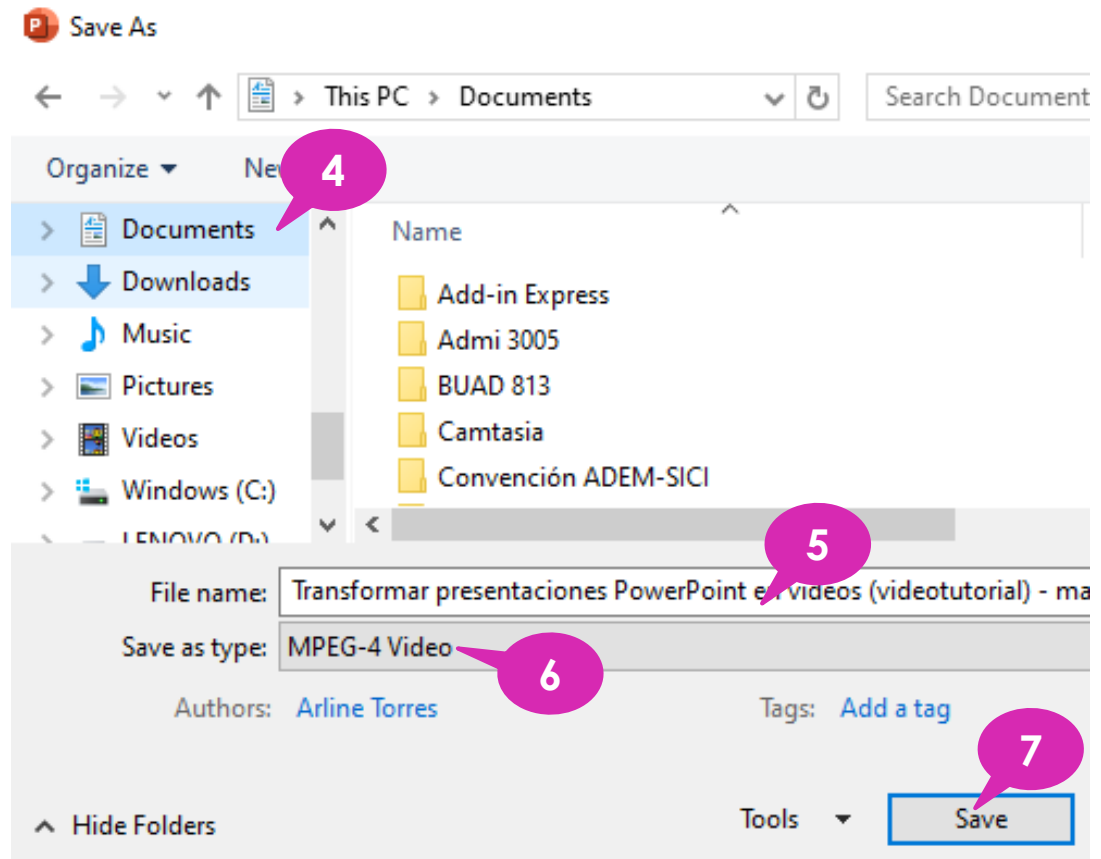 Save As
This PC > Documents
Search Document
Organize
4
Documents
Downloads
Music
Pictures
Videos
Windows (C:)
Name
Add-in Express
Admi 3005
BUAD 813
Camtasia
Convención ADEM-SICI
5
File name: Transformar presentaciones PowerPoint en videos (videotutorial) -
Save as type: MPEG-4 Video
6
Authors: Arline Torres
Tags: Add a tag
7
Hide Folders
Tools
Save